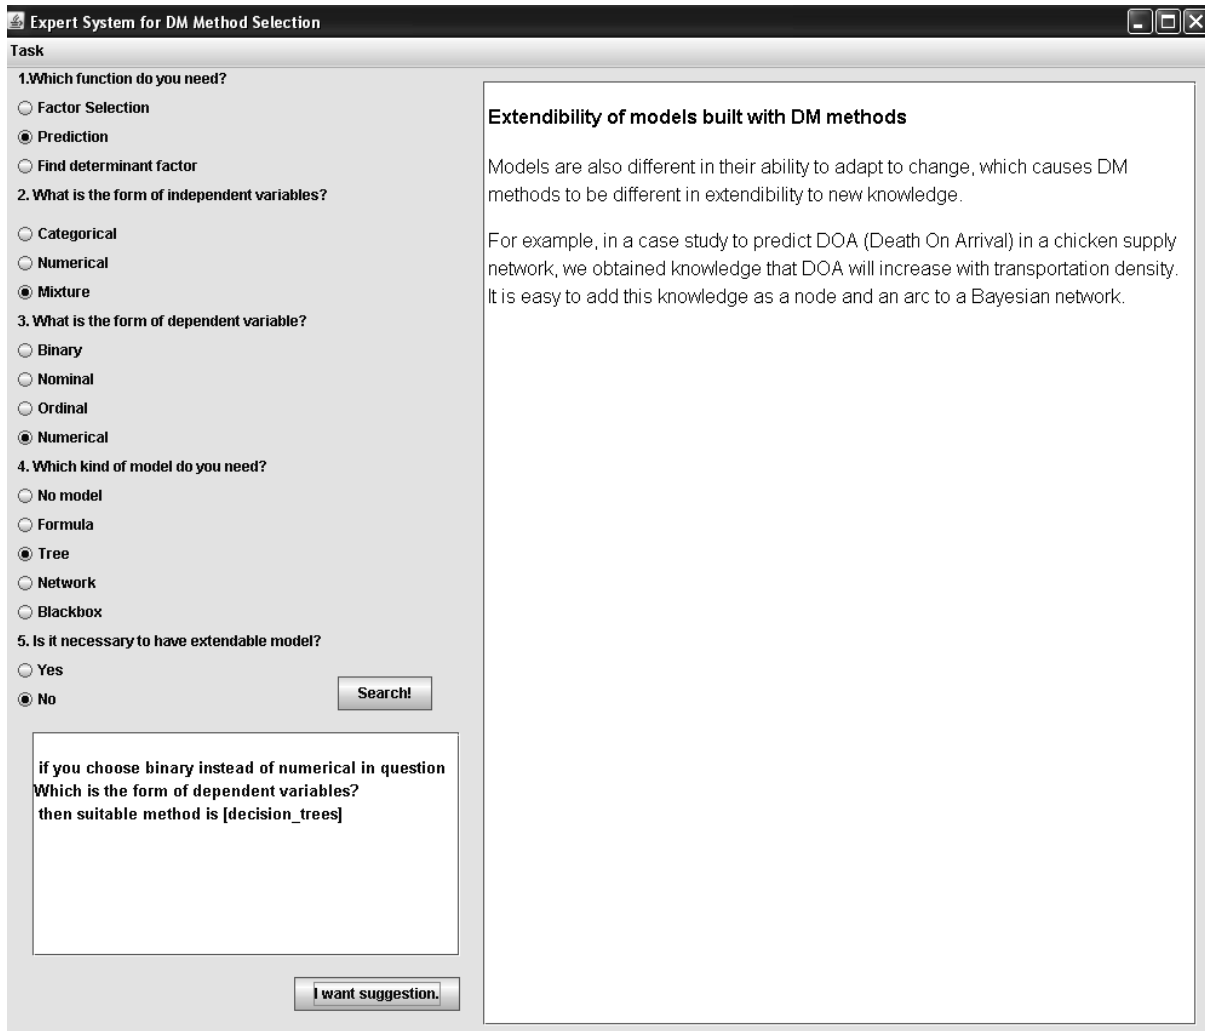 Expert System for DM Method Selection
Task
1.Which function do you need?
Factor Selection
Prediction
Find determinant factor
2. What is the form of independent variables?
Categorical
Numerical
Mixture
3. What is the form of dependent variable?
Binary
Nominal
Ordinal
Numerical
4. Which kind of model do you need?
No model
Formula
Tree
Network
Blackbox
5. Is it necessary to have extendable model?
Yes
No
Search!
if you choose binary instead of numerical in question
Which is the form of dependent variables?
then suitable method is [decision_trees]
I want suggestion.
Extendibility of models built with DM methods
Models are also different in their ability to adapt to change, which causes DM
methods to be different in extendibility to new knowledge.
For example, in a case study to predict DOA (Death On Arrival) in a chicken supply
network, we obtained knowledge that DOA will increase with transportation density.
It is easy to add this knowledge as a node and an arc to a Bayesian network.